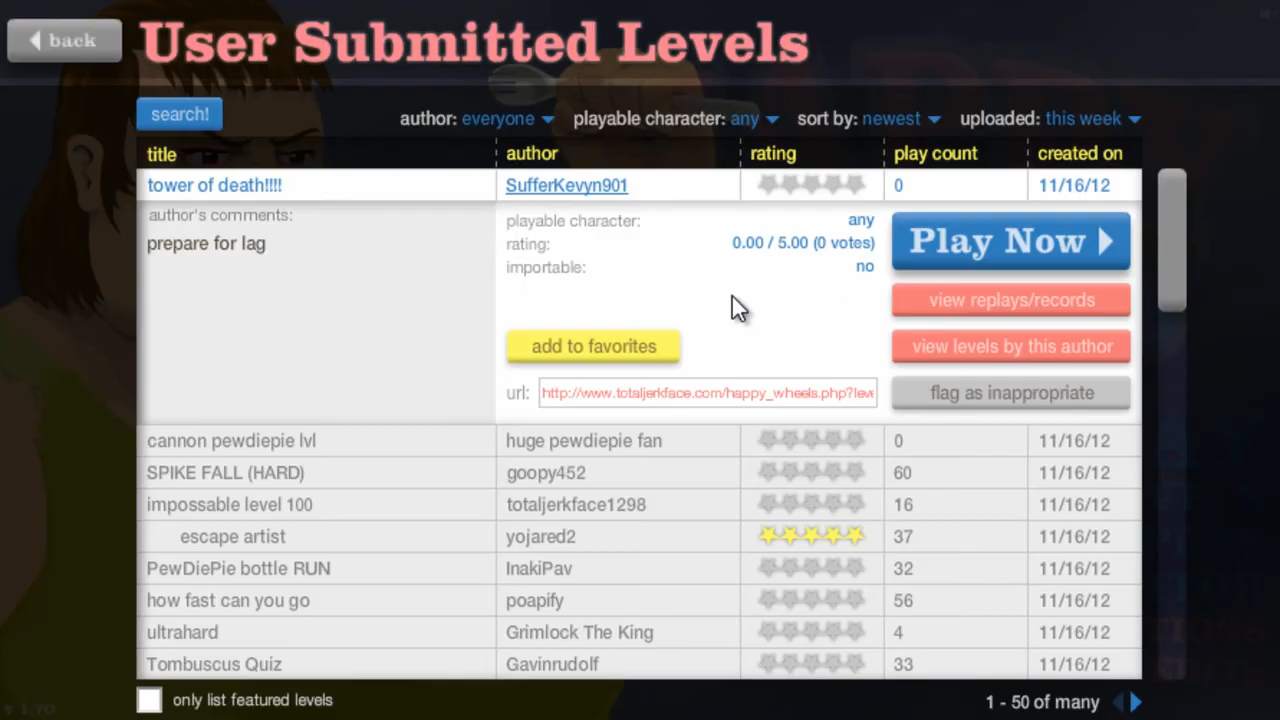 back
User Submitted Levels
search!
author: everyone playable character: any sort by: newest uploaded: this week
title author rating play count created on
tower of death!!!! SufferKevyn901 0 11/16/12
author's comments:
prepare for lag
playable character: any
rating: 0.00 / 5.00 (0 votes)
importable: no
Play Now
view replays/records
add to favorites
view levels by this author
url: http://www.totaljerkface.com/happy_wheels.php?leve
flag as inappropriate
cannon pewdiepie lvl huge pewdiepie fan 0 11/16/12
SPIKE FALL (HARD) goopy452 60 11/16/12
impossable level 100 totaljerkface1298 16 11/16/12
escape artist yojared2 37 11/16/12
PewDiePie bottle RUN InakiPav 32 11/16/12
how fast can you go poapify 56 11/16/12
ultrahard Grimlock The King 4 11/16/12
Tombuscus Quiz Gavinrudolf 33 11/16/12
only list featured levels
1 - 50 of many